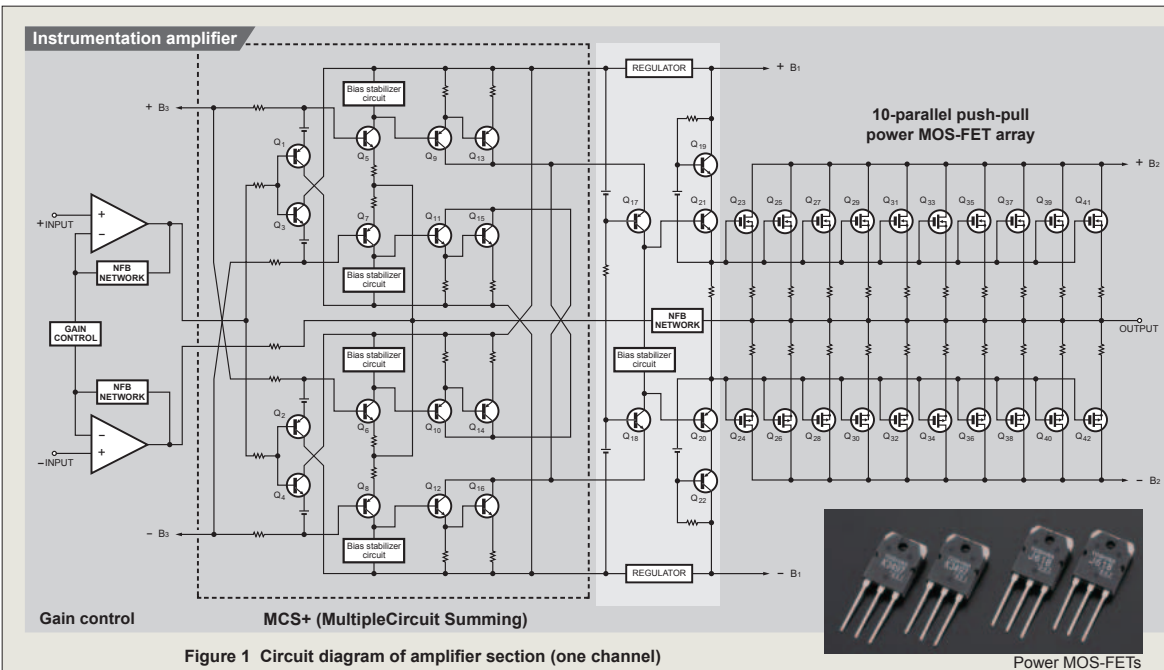 Instrumentation amplifier
REGULATOR
+ B1
Bias stabilizer
circuit
+ B3
10-parallel push-pull
power MOS-FET array
Q1
Q5
Q9
Q13
Q19
+ B2
Q3
Q7
Q11
Q15
Q17
Q21
Q23
Q25
Q27
Q29
Q31
Q33
Q35
Q37
Q39
Q41
+INPUT
+
−
NFB
NETWORK
Bias stabilizer
circuit
GAIN
CONTROL
NFB
NETWORK
OUTPUT
Bias stabilizer
circuit
Bias stabilizer
circuit
NFB
NETWORK
−
+
−INPUT
Q2
Q6
Q10
Q14
Q18
Q20
Q24
Q26
Q28
Q30
Q32
Q34
Q36
Q38
Q40
Q42
Q4
Q8
Q12
Q16
Q22
− B2
− B3
Bias stabilizer
circuit
REGULATOR
− B1
Gain control
MCS+ (MultipleCircuit Summing)
Figure 1 Circuit diagram of amplifier section (one channel)
Power MOS-FETs